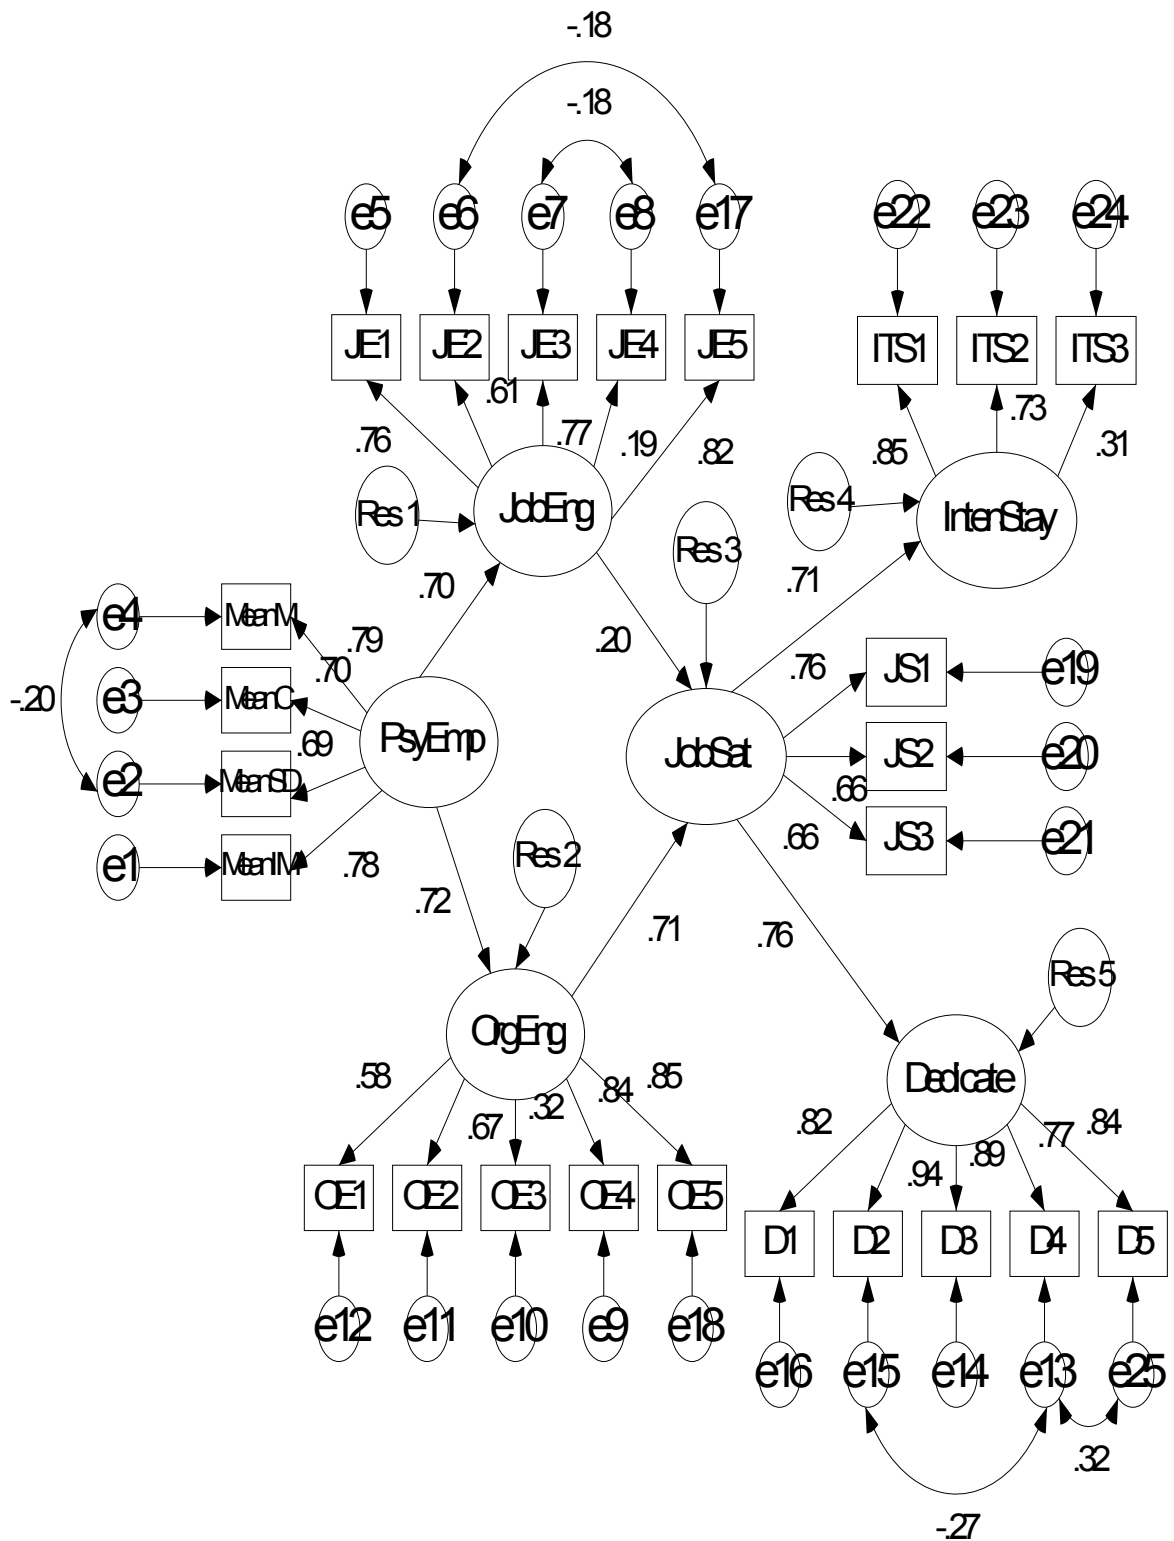 -.18
-.18
e5 e6 e7 e8 e17
e22 e23 e24
JE1 JE2 JE3 JE4 JE5
ITS1 ITS2 ITS3
.61
.73
.76 .77 .19 .82
.85 .31
Res 1
JobEng
Res 3
Res 4
IntenStay
.70
.71
e4 MeanM
.79
.20
-.20
e3 MeanC
.70
.76
JS1 e19
PsyEmp
JobSat
JS2 e20
.69
e2 MeanSD
.66
.66
JS3 e21
e1 MeanIM
.78
Res 2
.72
.71
.76
Res 5
OrgEng
Dedicate
.58
.67 .32 .84 .85
.82 .94 .89 .77 .84
OE1 OE2 OE3 OE4 OE5
D1 D2 D3 D4 D5
e12 e11 e10 e9 e18
e16 e15 e14 e13 e25
.32
-.27